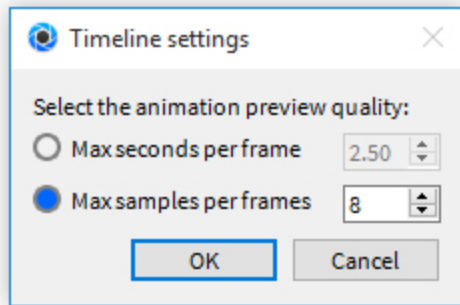 Timeline settings
Select the animation preview quality:
Max seconds per frame 2.50
Max samples per frames 8
OK Cancel